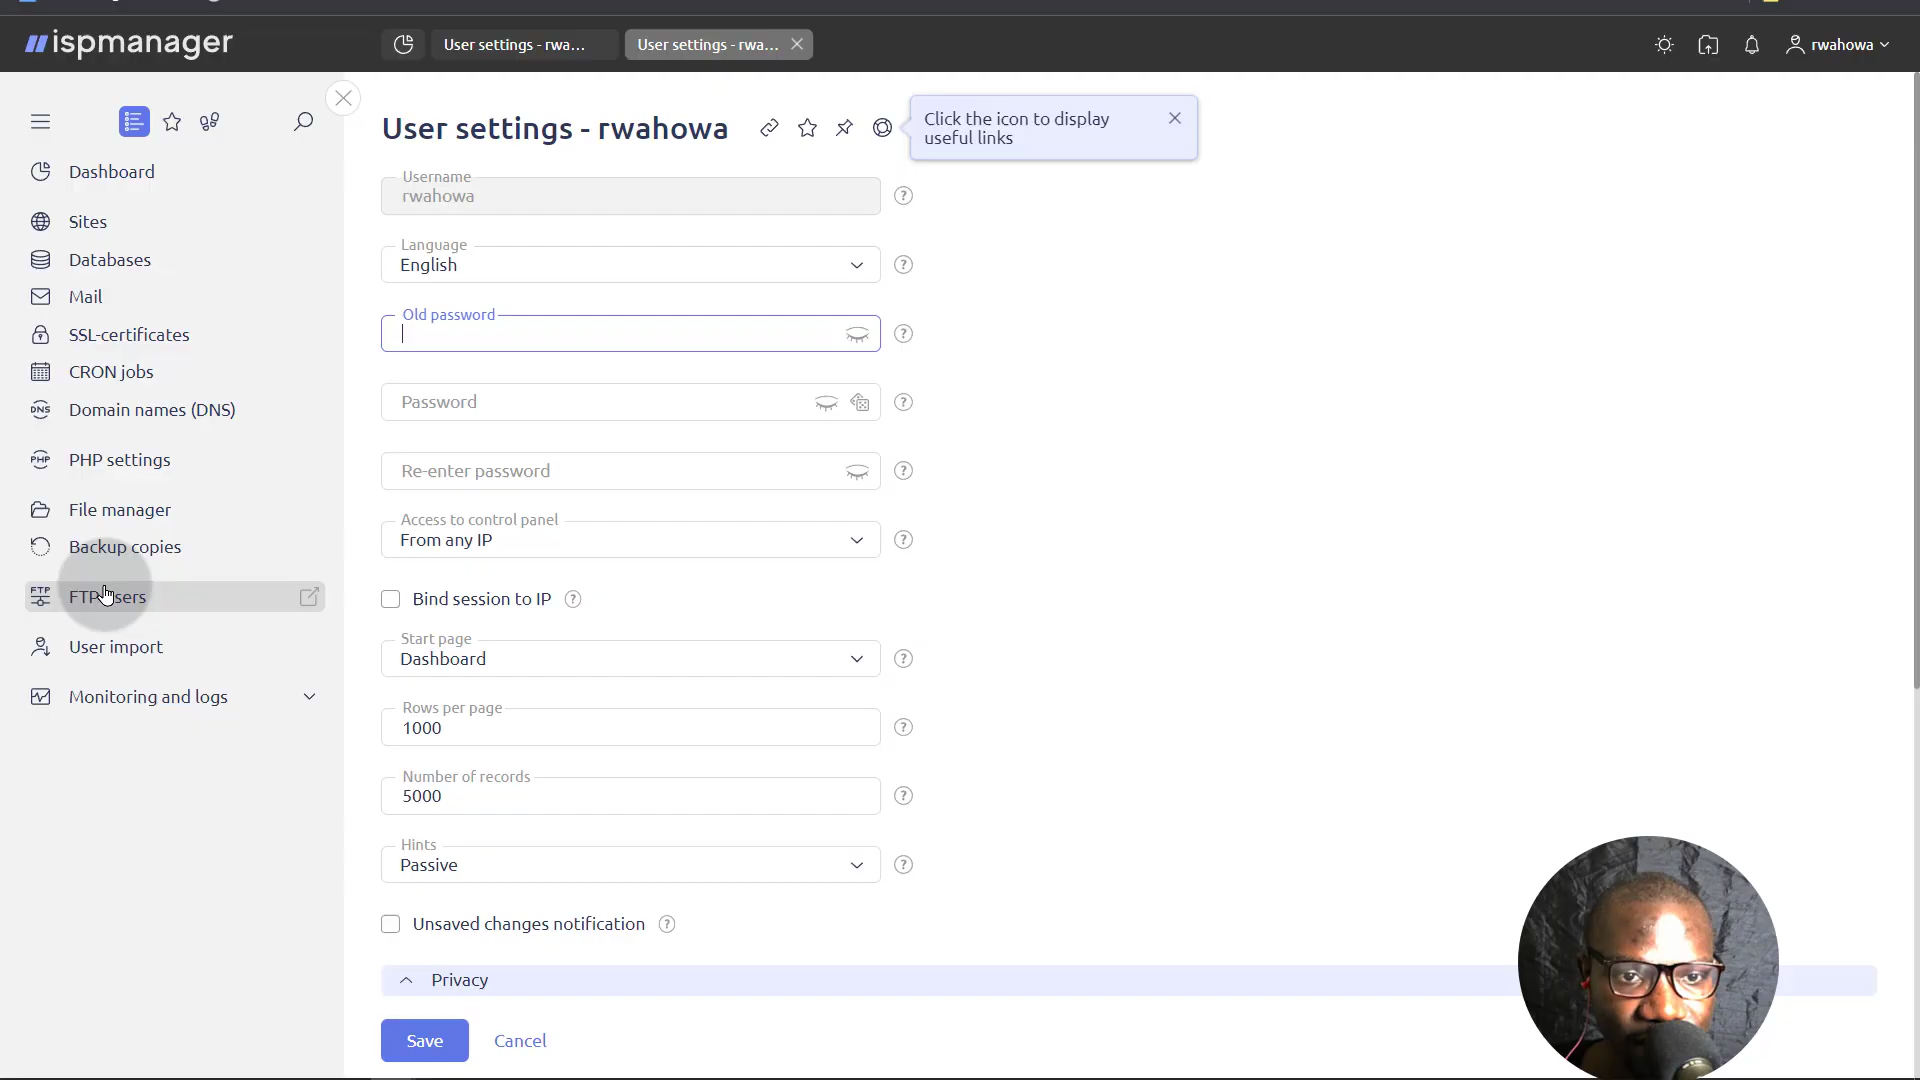 ispmanager
User settings - rwa...
User settings - rwa...
rwahowa
Dashboard
Sites
Databases
Mail
SSL-certificates
CRON jobs
DNS
Domain names (DNS)
PHP
PHP settings
File manager
Backup copies
FTP
FTP users
User import
Monitoring and logs
User settings - rwahowa
Click the icon to display
useful links
Username
rwahowa
Language
English
Old password
Password
Re-enter password
Access to control panel
From any IP
Bind session to IP
Start page
Dashboard
Rows per page
1000
Number of records
5000
Hints
Passive
Unsaved changes notification
Privacy
Save
Cancel